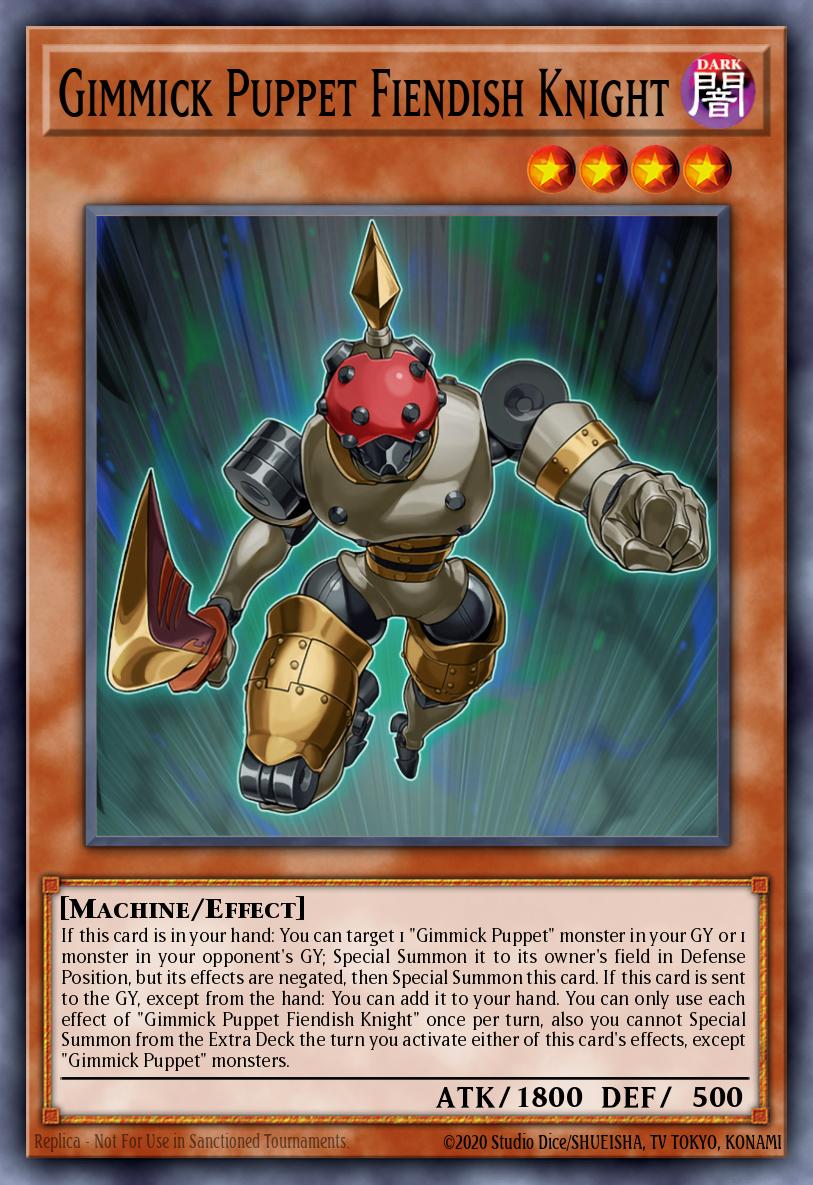 Gimmick Puppet Fiendish Knight
DARK
闇
[Machine/Effect]
If this card is in your hand: You can target 1 "Gimmick Puppet" monster in your GY or 1
monster in your opponent's GY; Special Summon it to its owner's field in Defense
Position, but its effects are negated, then Special Summon this card. If this card is sent
to the GY, except from the hand: You can add it to your hand. You can only use each
effect of "Gimmick Puppet Fiendish Knight" once per turn, also you cannot Special
Summon from the Extra Deck the turn you activate either of this card's effects, except
"Gimmick Puppet" monsters.
ATK/1800 DEF/ 500
Replica - Not For Use in Sanctioned Tournaments.
©2020 Studio Dice/SHUEISHA, TV TOKYO, KONAMI